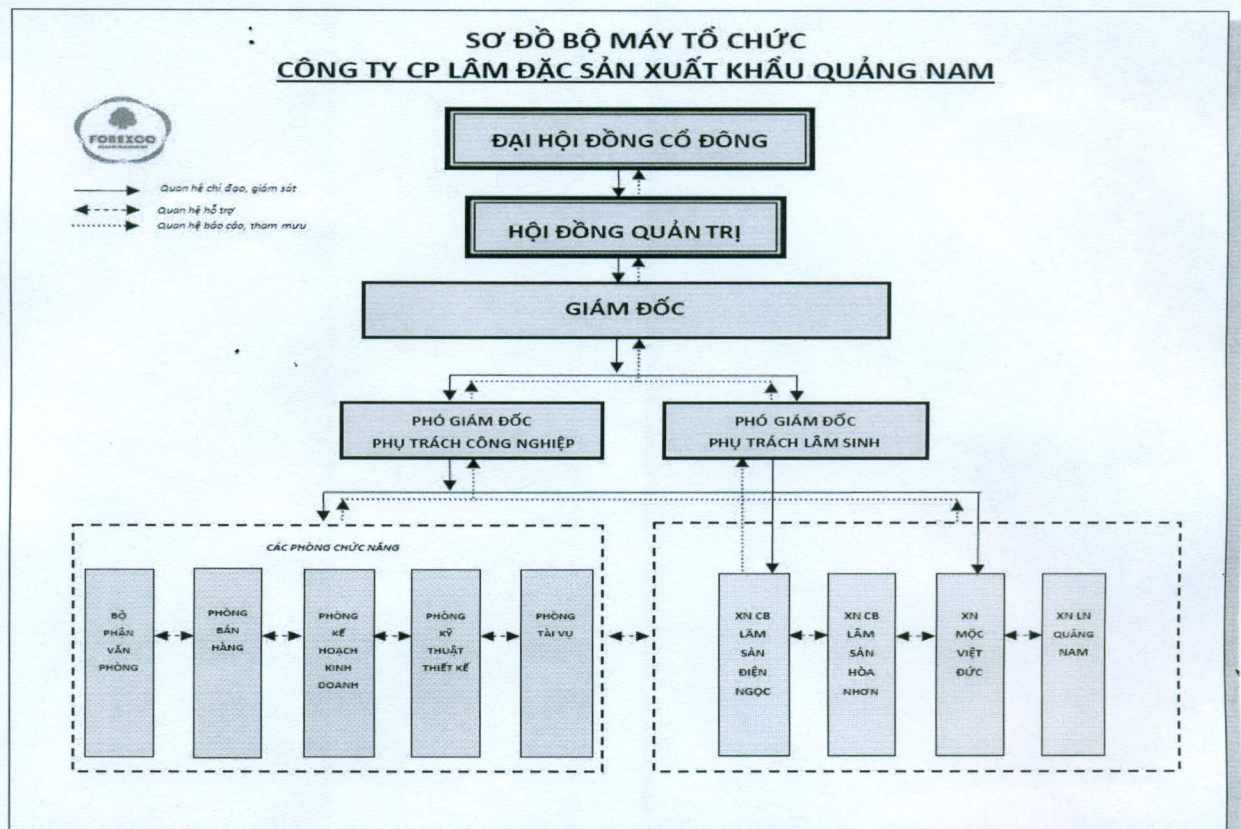 SƠ ĐỒ BỘ MÁY TỔ CHỨC
CÔNG TY CP LÂM ĐẶC SẢN XUẤT KHẨU QUẢNG NAM
FOREXCO
Quan hệ chỉ đạo, giám sát
Quan hệ hỗ trợ
Quan hệ báo cáo, tham mưu
ĐẠI HỘI ĐỒNG CỔ ĐÔNG
HỘI ĐỒNG QUẢN TRỊ
GIÁM ĐỐC
PHÓ GIÁM ĐỐC
PHỤ TRÁCH CÔNG NGHIỆP
PHÓ GIÁM ĐỐC
PHỤ TRÁCH LÂM SINH
CÁC PHÒNG CHỨC NĂNG
BỘ
PHẬN
VĂN
PHÒNG
PHÒNG
BÁN
HÀNG
PHÒNG
KẾ
HOẠCH
KINH
DOANH
PHÒNG
KỸ
THUẬT
THIẾT KẾ
PHÒNG
TÀI VỤ
XN CB
LÂM
SẢN
ĐIỆN
NGỌC
XN CB
LÂM
SẢN
HÒA
NHƠN
XN
MỘC
VIỆT
ĐỨC
XN LN
QUẢNG
NAM